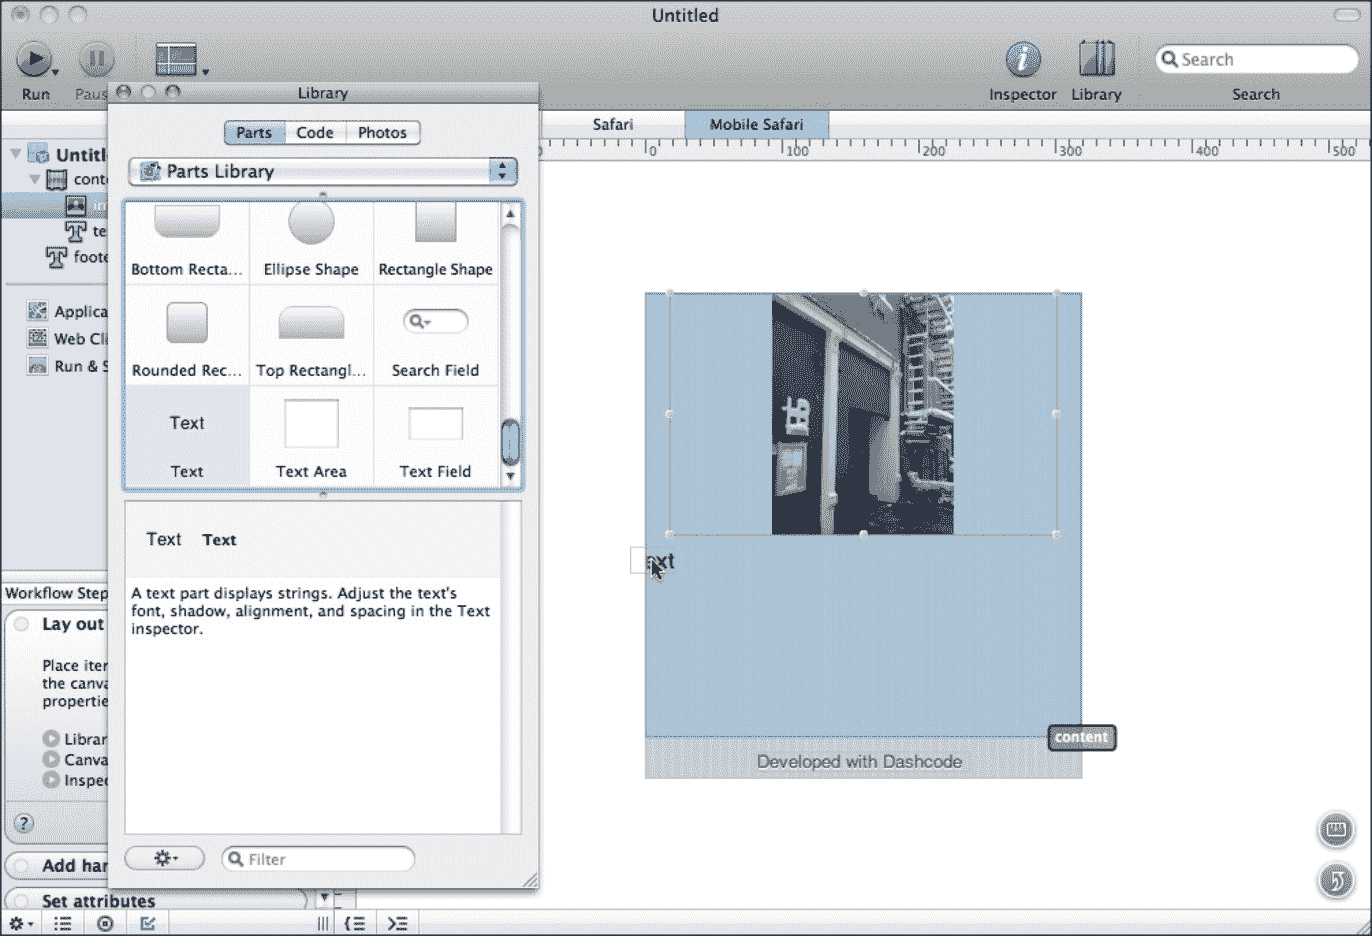 Untitled
Run
Paus
Inspector
Library
Search
Search
Library
Parts
Code
Photos
Parts Library
Safari
Mobile Safari
0
100
200
300
400
500
Untitl
conte
te
foote
Applica
Web Cli
Run & S
Bottom Recta...
Ellipse Shape
Rectangle Shape
Rounded Rec...
Top Rectangl...
Search Field
Text
Text
Text Area
Text Field
Text Text
A text part displays strings. Adjust the text's
font, shadow, alignment, and spacing in the Text
inspector.
Filter
ext
content
Developed with Dashcode
Workflow Step
Lay out
Place iter
the canva
propertie
Librar
Canva
Inspec
?
Add har
Set attributes